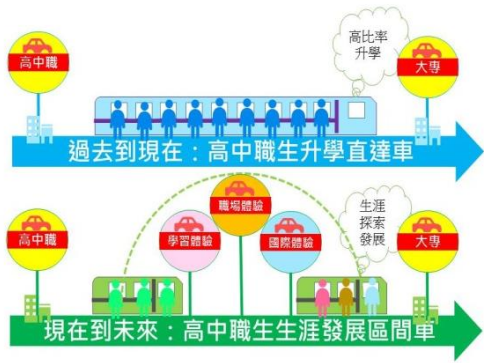 高比率
升學
高中職
大專
過去到現在：高中職生升學直達車
職場體驗
生涯
探索
發展
高中職
學習體驗
國際體驗
大專
現在到未來：高中職生生涯發展區間車